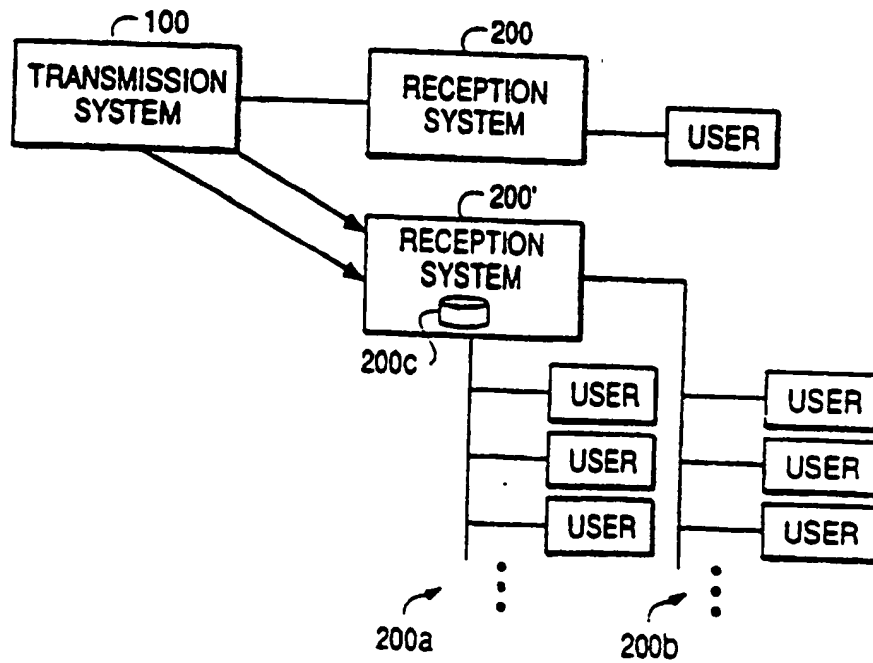 100
TRANSMISSION
SYSTEM
200
RECEPTION
SYSTEM
USER
200'
RECEPTION
SYSTEM
200c
USER
USER
USER
USER
USER
USER
200a
200b